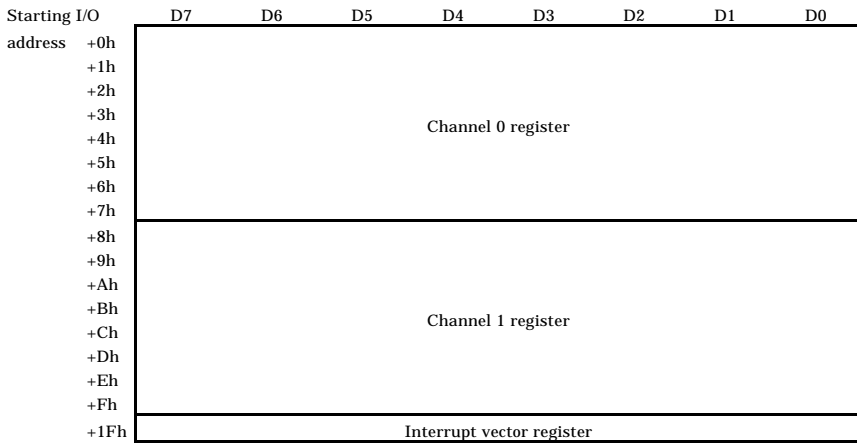 Starting I/O D7 D6 D5 D4 D3 D2 D1 D0
address +0h
+1h
+2h
+3h
Channel 0 register
+4h
+5h
+6h
+7h
+8h
+9h
+Ah
+Bh
Channel 1 register
+Ch
+Dh
+Eh
+Fh
+1Fh Interrupt vector register